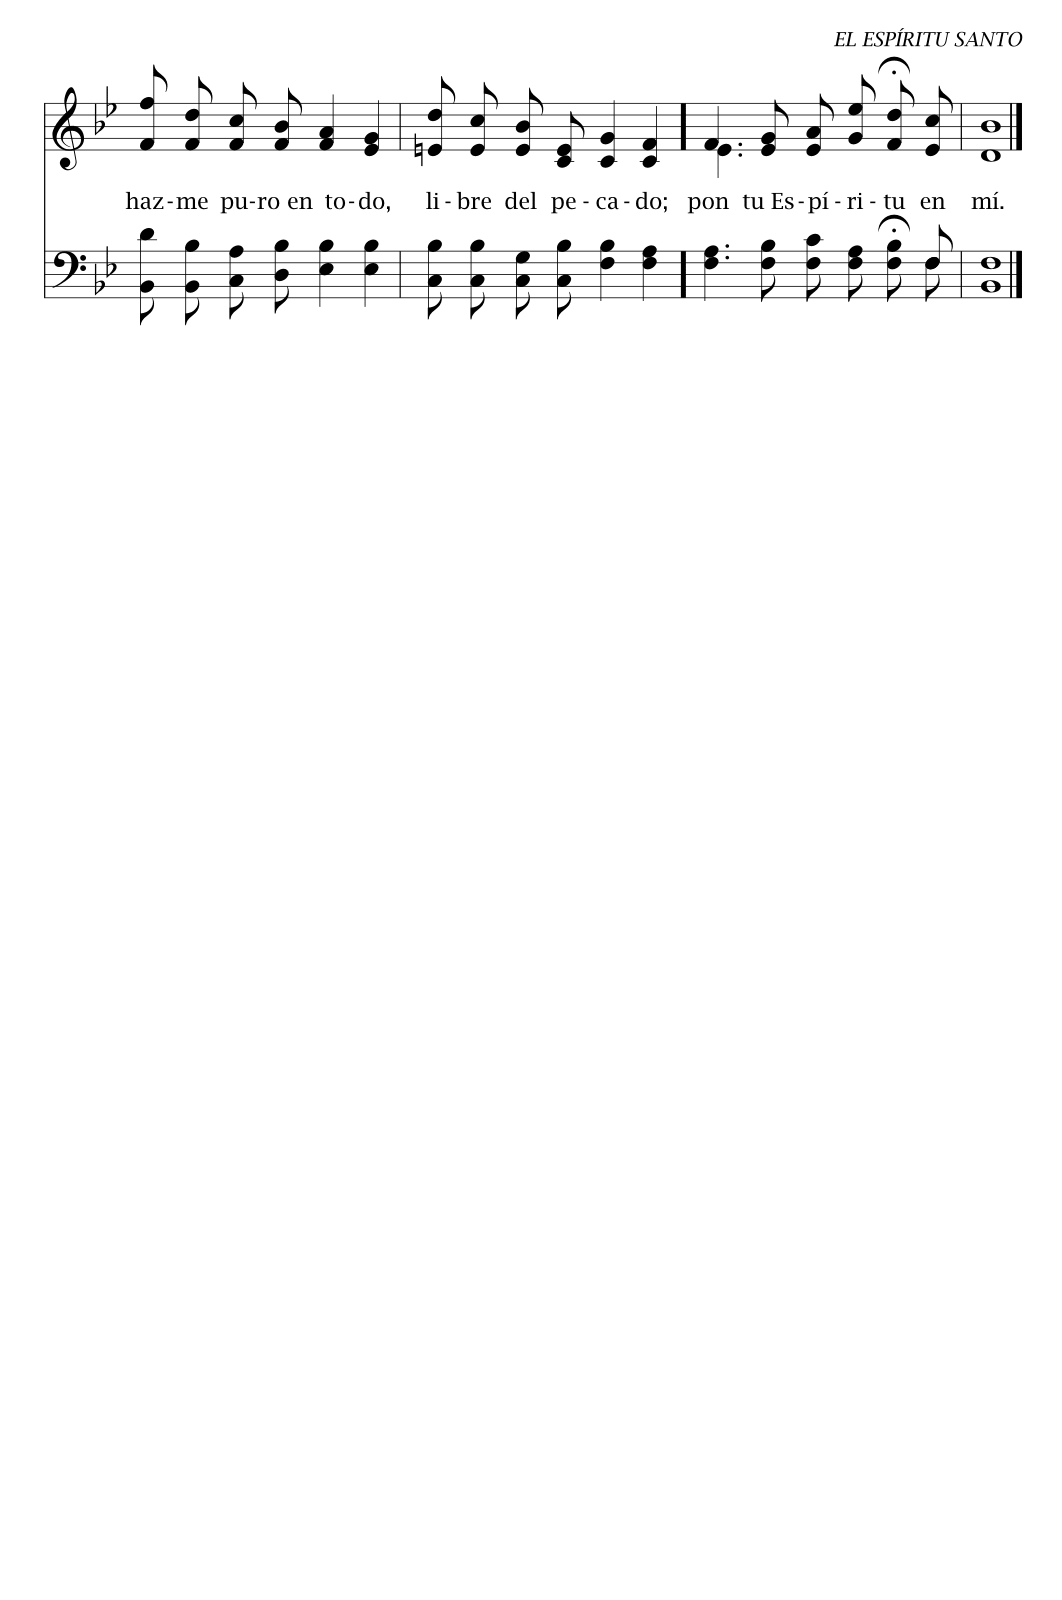 EL ESPÍRITU SANTO
haz-me pu-ro en to-do, li-bre del pe-ca-do; pon tu Es-pí-ri-tu en mí.